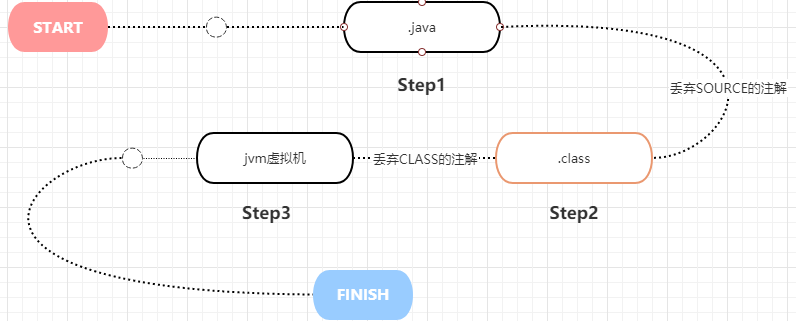 START
.java
Step1
丢弃SOURCE的注解
jvm虚拟机
丢弃CLASS的注解
.class
Step3
Step2
FINISH